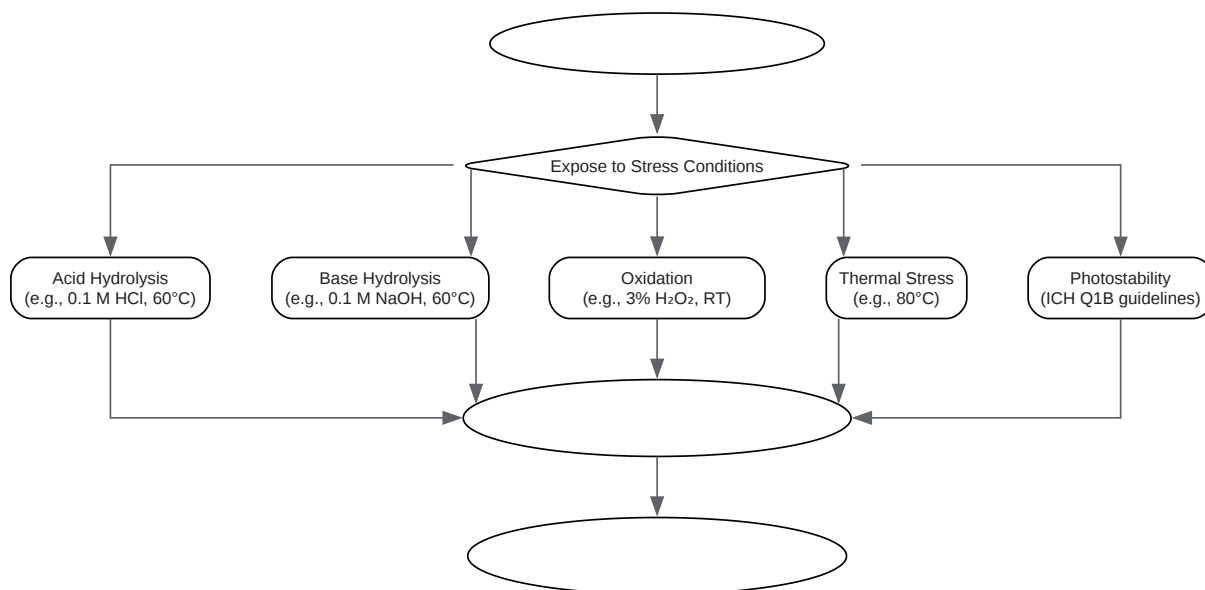 Expose to Stress Conditions
Acid Hydrolysis
(e.g., 0.1 M HCl, 60°C)
Base Hydrolysis
(e.g., 0.1 M NaOH, 60°C)
Oxidation
(e.g., 3% H₂O₂, RT)
Thermal Stress
(e.g., 80°C)
Photostability
(ICH Q1B guidelines)